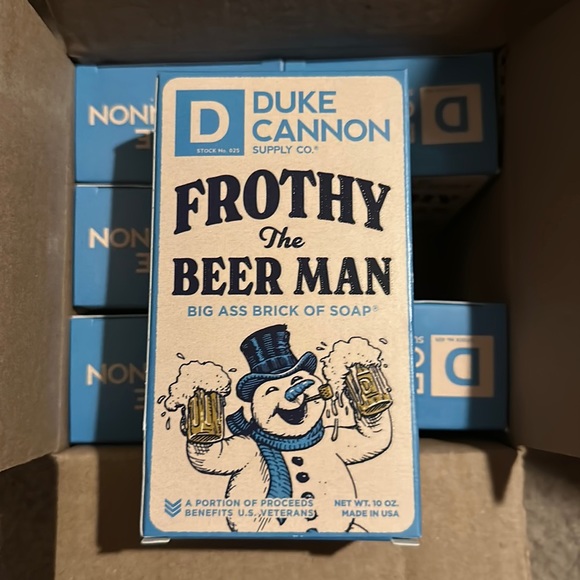 D
STOCK No. 825
DUKE
CANNON
SUPPLY CO.®
FROTHY
The
BEER MAN
BIG ASS BRICK OF SOAP®
A PORTION OF PROCEEDS
BENEFITS U.S. VETERANS
NET WT. 10 OZ.
MADE IN USA
D
D